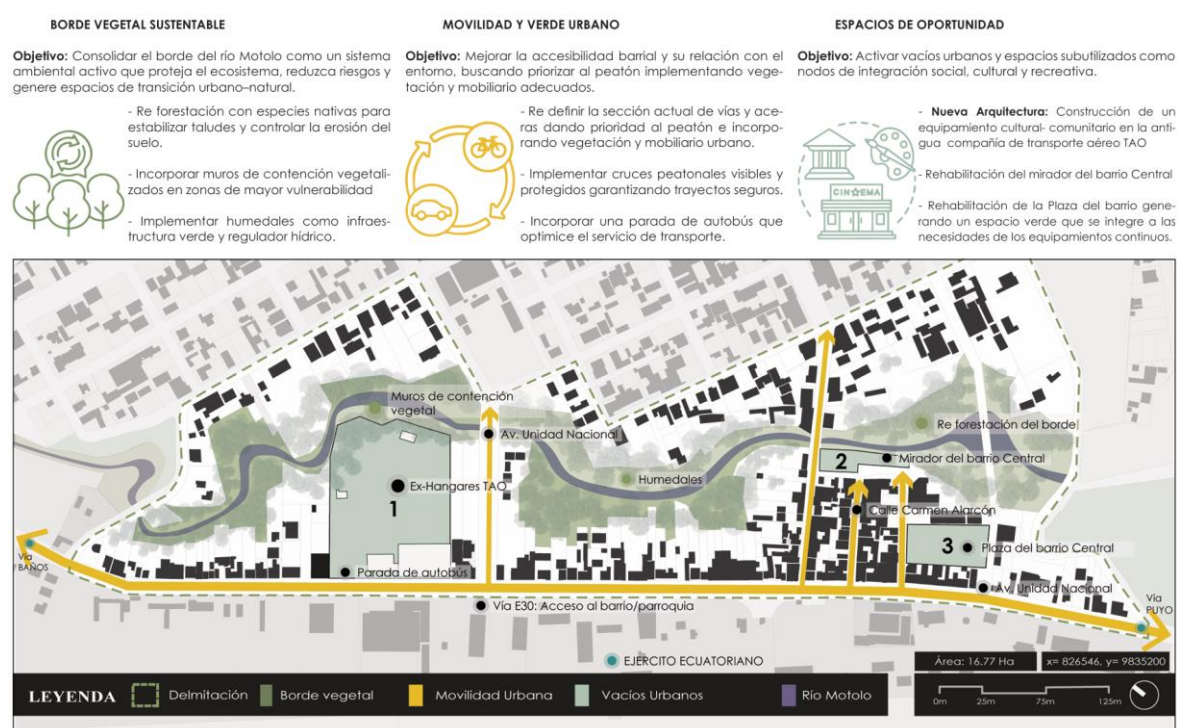 BORDE VEGETAL SUSTENTABLE
Objetivo: Consolidar el borde del río Motolo como un sistema
ambiental activo que proteja el ecosistema, reduzca riesgos y
genere espacios de transición urbano–natural.
- Re forestación con especies nativas para
estabilizar taludes y controlar la erosión del
suelo.
- Incorporar muros de contención vegetali-
zados en zonas de mayor vulnerabilidad
- Implementar humedales como infraes-
tructura verde y regulador hídrico.
MOVILIDAD Y VERDE URBANO
Objetivo: Mejorar la accesibilidad barrial y su relación con el
entorno, buscando priorizar al peatón implementando vege-
tación y mobiliario adecuados.
- Re definir la sección actual de vías y ace-
ras dando prioridad al peatón e incorpo-
rando vegetación y mobiliario urbano.
- Implementar cruces peatonales visibles y
protegidos garantizando trayectos seguros.
- Incorporar una parada de autobús que
optimice el servicio de transporte.
ESPACIOS DE OPORTUNIDAD
Objetivo: Activar vacíos urbanos y espacios subutilizados como
nodos de integración social, cultural y recreativa.
CINEMA
- Nueva Arquitectura: Construcción de un
equipamiento cultural- comunitario en la anti-
gua compañía de transporte aéreo TAO
- Rehabilitación del mirador del barrio Central
- Rehabilitación de la Plaza del barrio gene-
rando un espacio verde que se integre a las
necesidades de los equipamientos continuos.
Muros de contención
vegetal
Av. Unidad Nacional
Re forestación del borde
2
Mirador del barrio Central
Humedales
Ex-Hangares TAO
1
Calle Carmen Alarcón
3
Plaza del barrio Central
Vía
BAÑOS
Parada de autobús
Av. Unidad Nacional
Vía E30: Acceso al barrio/parroquia
Vía
PUYO
EJERCITO ECUATORIANO
Área: 16.77 Ha
x= 826546, y= 9835200
LEYENDA
Delmitación
Borde vegetal
Movilidad Urbana
Vacíos Urbanos
Río Motolo
0m 25m 75m 125m